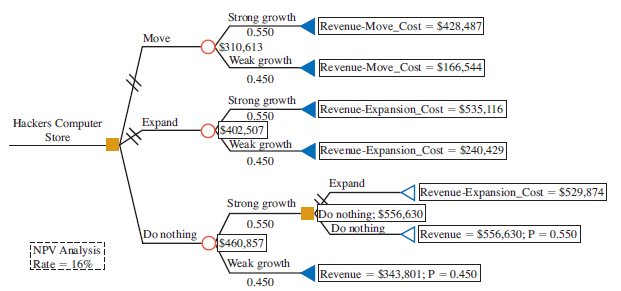 Strong growth
0.550
Revenue-Move_Cost = $428,487
Move
$310,613
Weak growth
Revenue-Move_Cost = $166,544
0.450
Strong growth
0.550
Revenue-Expansion_Cost = $535,116
Hackers Computer
Store
Expand
$402,507
Weak growth
Revenue-Expansion_Cost = $240,429
0.450
Expand
Revenue-Expansion_Cost = $529,874
Strong growth
Do nothing; $556,630
0.550
Do nothing
Revenue = $556,630; P = 0.550
Do nothing
$460,857
Weak growth
Revenue = $343,801; P = 0.450
0.450
NPV Analysis
Rate = 16%